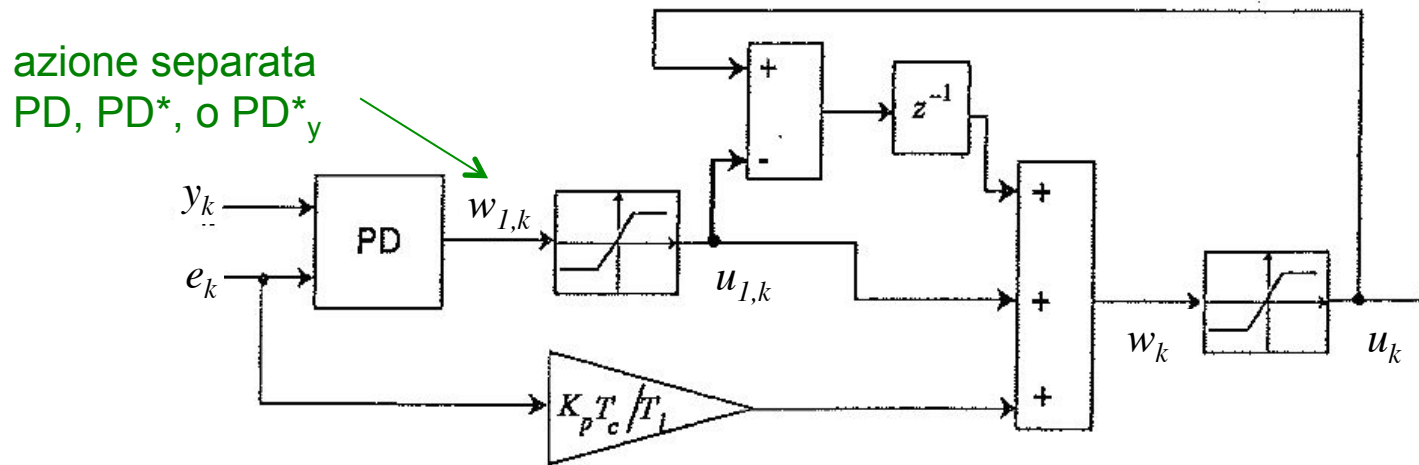 azione separata
PD, PD*, o PD*y
+
-
z⁻¹
yk
ek
PD
w1,k
u1,k
KpTc/Ti
+
+
+
wk
uk